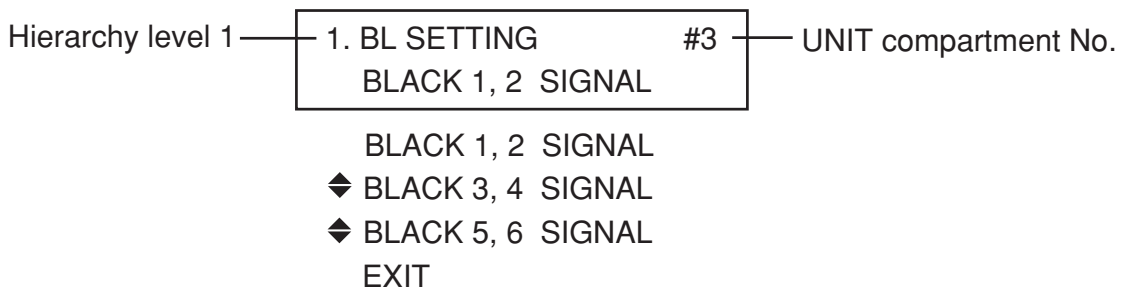 Hierarchy level 1 1. BL SETTING #3 UNIT compartment No.
BLACK 1, 2 SIGNAL
BLACK 1, 2 SIGNAL
BLACK 3, 4 SIGNAL
BLACK 5, 6 SIGNAL
EXIT